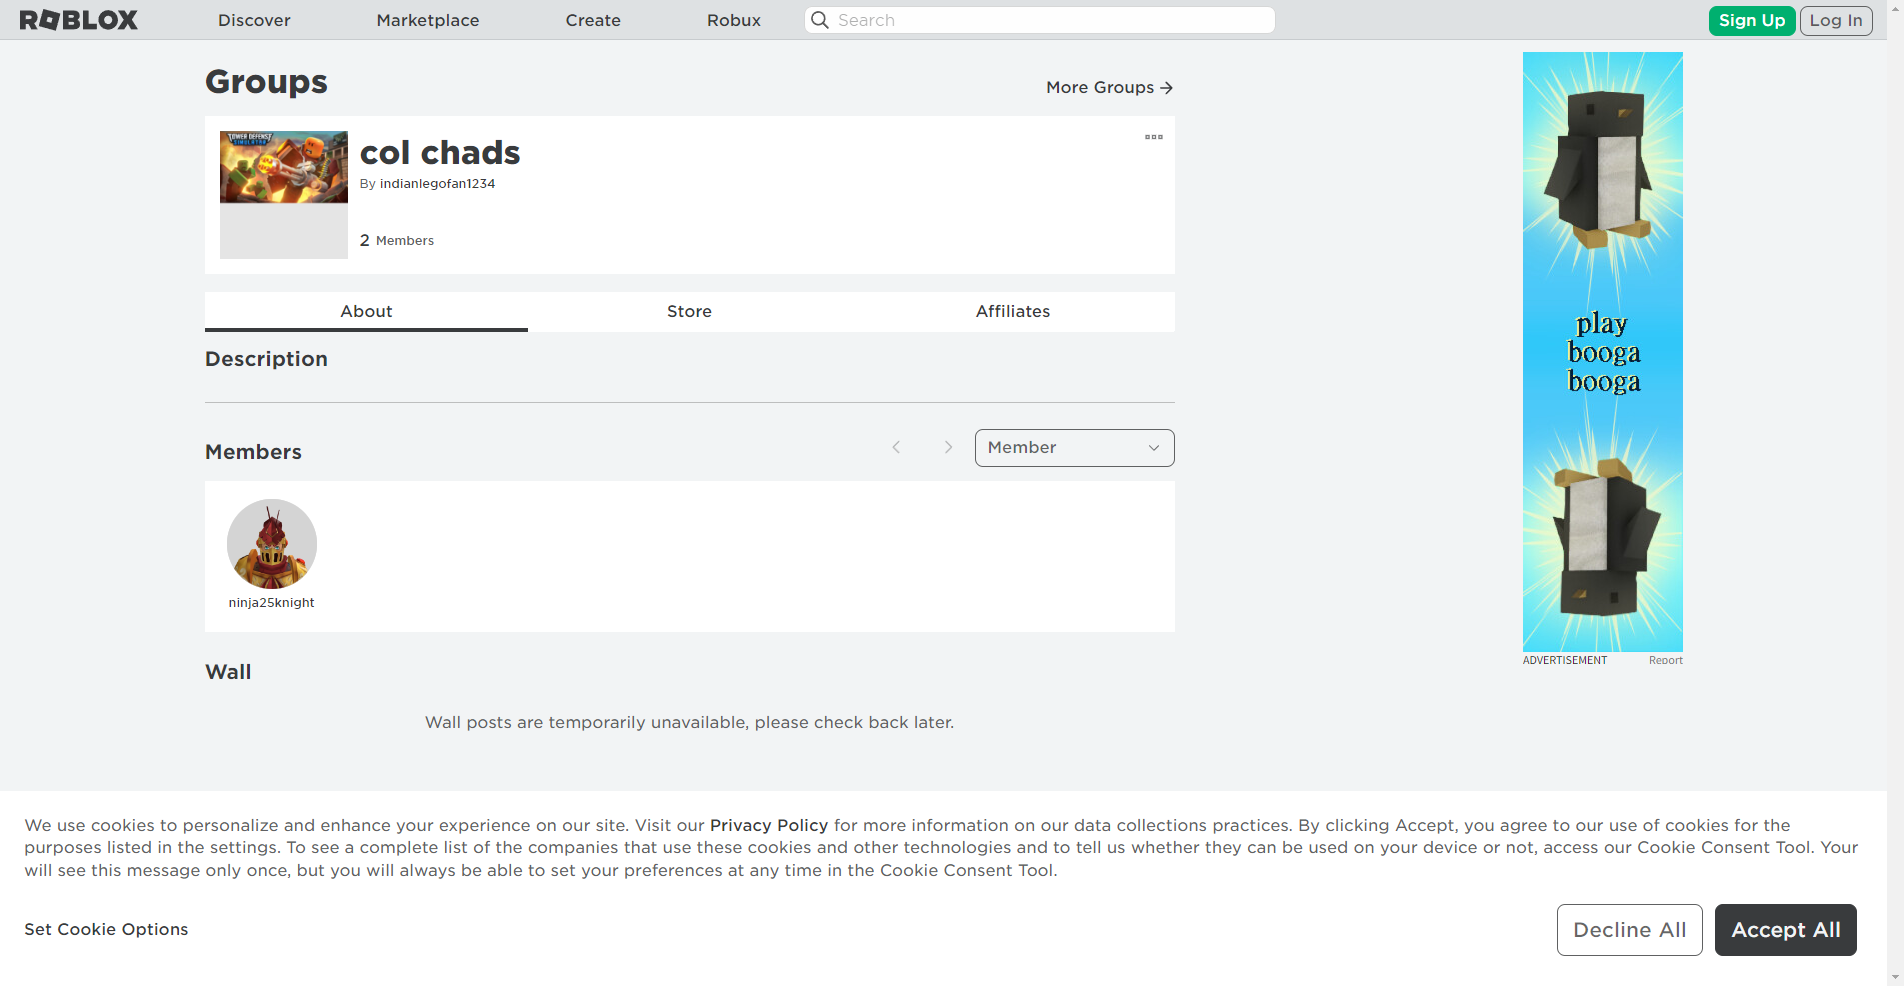 ROBLOX
Discover
Marketplace
Create
Robux
Search
Sign Up
Log In
Groups
More Groups
TOWER DEFENSE
SIMULATOR
col chads
By indianlegofan1234
2 Members
About
Store
Affiliates
Description
Members
Member
ninja25knight
Wall
Wall posts are temporarily unavailable, please check back later.
play
booga
booga
ADVERTISEMENT
Report
We use cookies to personalize and enhance your experience on our site. Visit our Privacy Policy for more information on our data collections practices. By clicking Accept, you agree to our use of cookies for the
purposes listed in the settings. To see a complete list of the companies that use these cookies and other technologies and to tell us whether they can be used on your device or not, access our Cookie Consent Tool. Your
will see this message only once, but you will always be able to set your preferences at any time in the Cookie Consent Tool.
Set Cookie Options
Decline All
Accept All